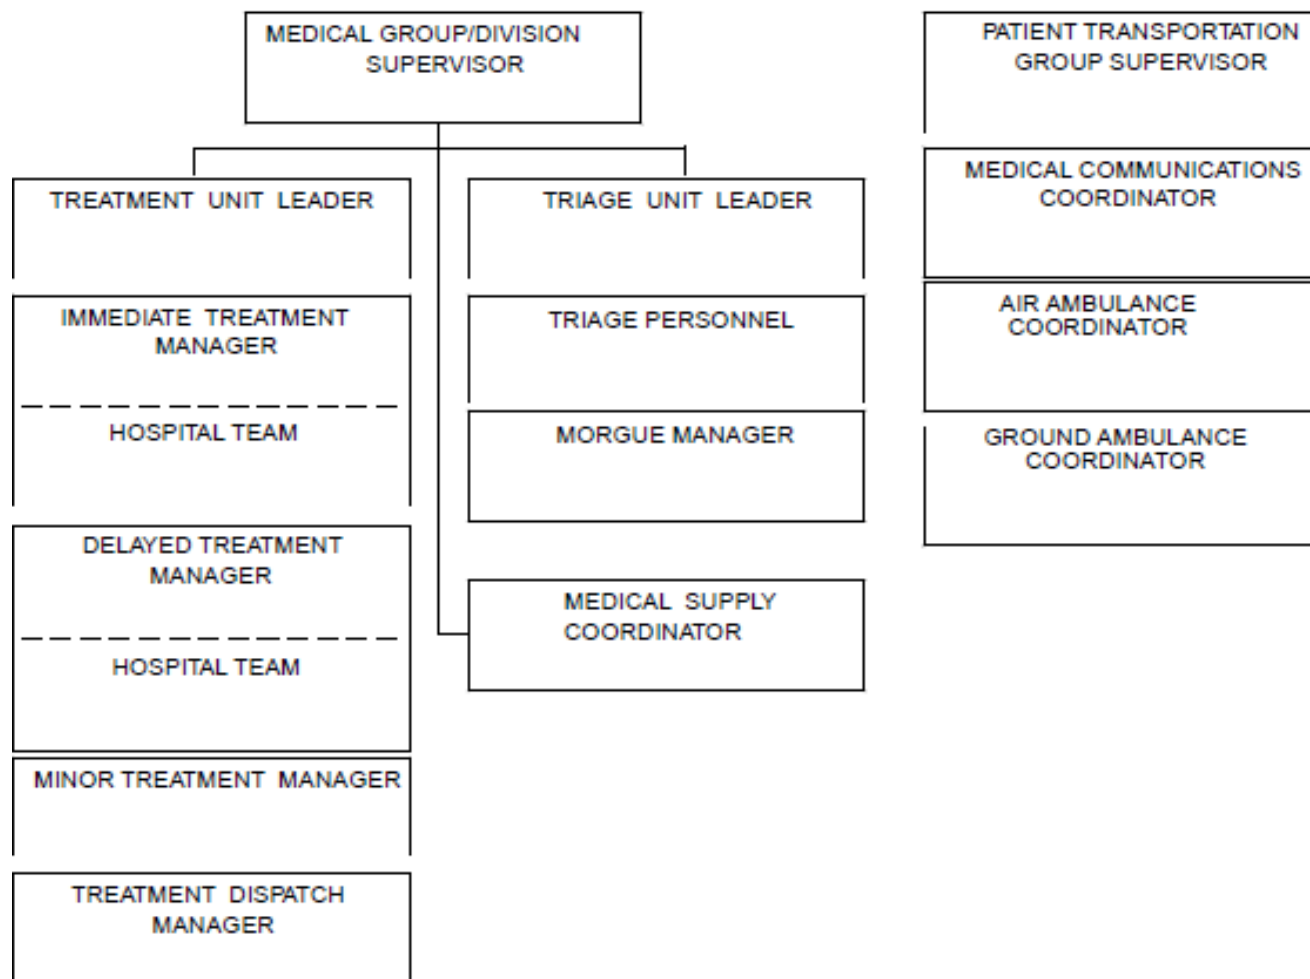 MEDICAL GROUP/DIVISION
SUPERVISOR
TREATMENT UNIT LEADER
IMMEDIATE TREATMENT
MANAGER
HOSPITAL TEAM
DELAYED TREATMENT
MANAGER
HOSPITAL TEAM
MINOR TREATMENT MANAGER
TREATMENT DISPATCH
MANAGER
TRIAGE UNIT LEADER
TRIAGE PERSONNEL
MORGUE MANAGER
MEDICAL SUPPLY
COORDINATOR
PATIENT TRANSPORTATION
GROUP SUPERVISOR
MEDICAL COMMUNICATIONS
COORDINATOR
AIR AMBULANCE
COORDINATOR
GROUND AMBULANCE
COORDINATOR